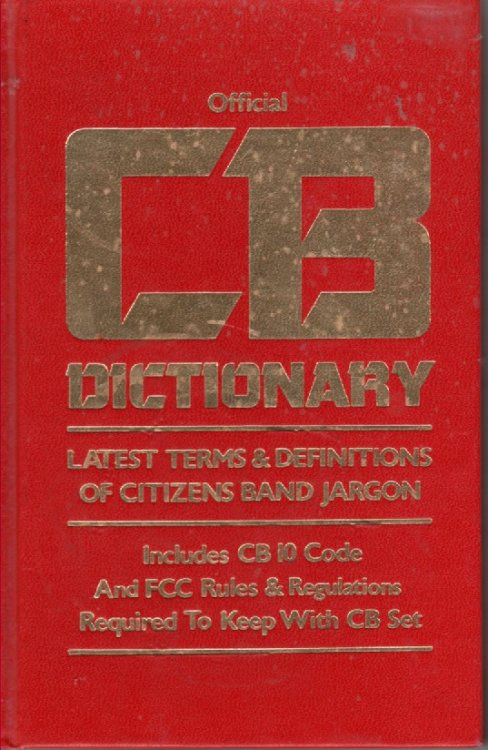 Official
CB
DICTIONARY
LATEST TERMS & DEFINITIONS
OF CITIZENS BAND JARGON
Includes CB 10 Code
And FCC Rules & Regulations
Required To Keep With CB Set